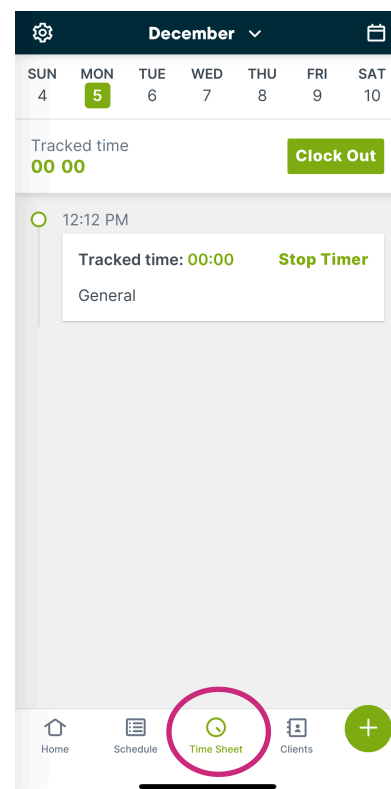 December
SUN MON TUE WED THU FRI SAT
4 5 6 7 8 9 10
Tracked time
00 00
Clock Out
12:12 PM
Tracked time: 00:00 Stop Timer
General
Home Schedule Time Sheet Clients